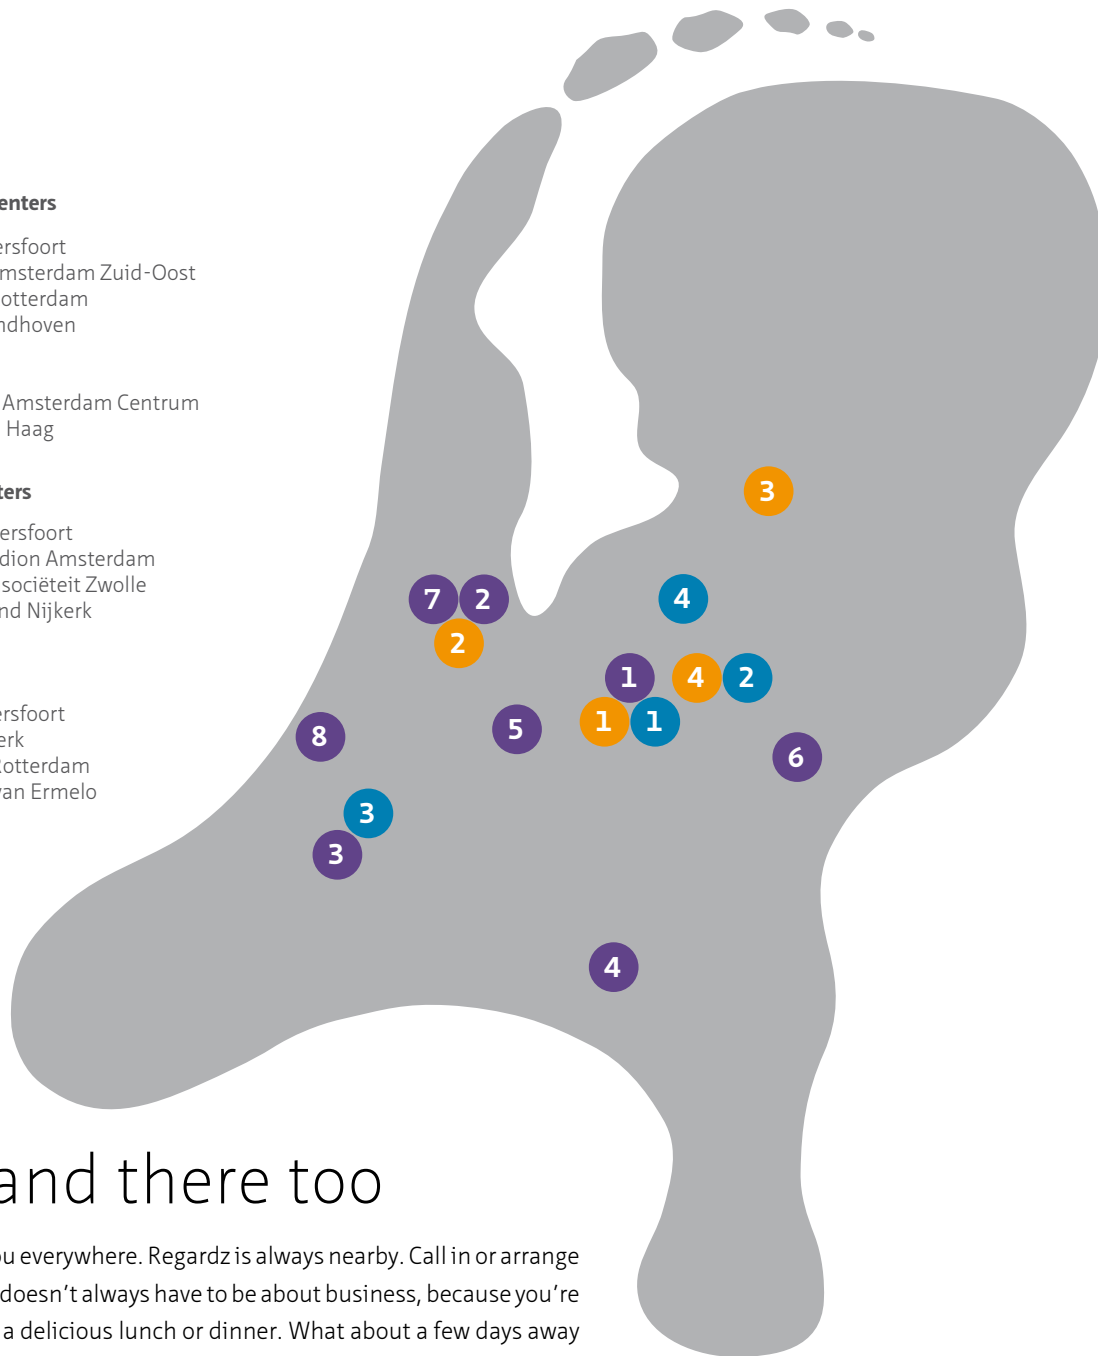 enters
ersfoort
msterdam Zuid-Oost
otterdam
ndhoven
Amsterdam Centrum
Haag
ters
ersfoort
dion Amsterdam
sociëteit Zwolle
nd Nijkerk
ersfoort
erk
Rotterdam
van Ermelo
3
7 2
4
2
1 4 2
1 1
5
8
6
3
3
4
and there too
ou everywhere. Regardz is always nearby. Call in or arrange
doesn't always have to be about business, because you're
a delicious lunch or dinner. What about a few days away